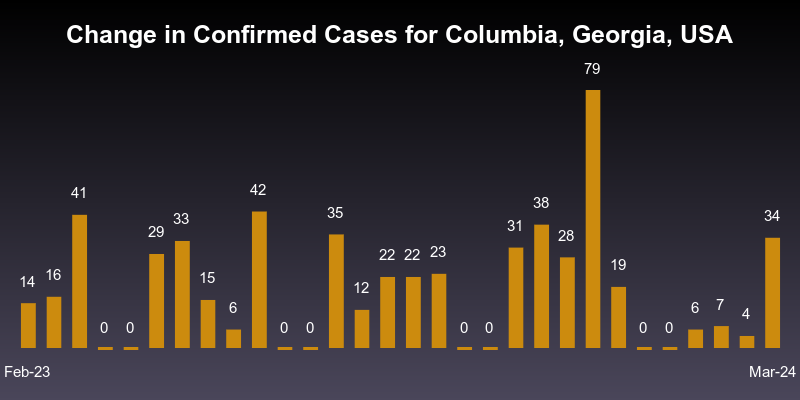 Change in Confirmed Cases for Columbia, Georgia, USA
14 16 41 0 0 29 33 15 6 42 0 0 35 12 22 22 23 0 0 31 38 28 79 19 0 0 6 7 4 34
Feb-23 Mar-24